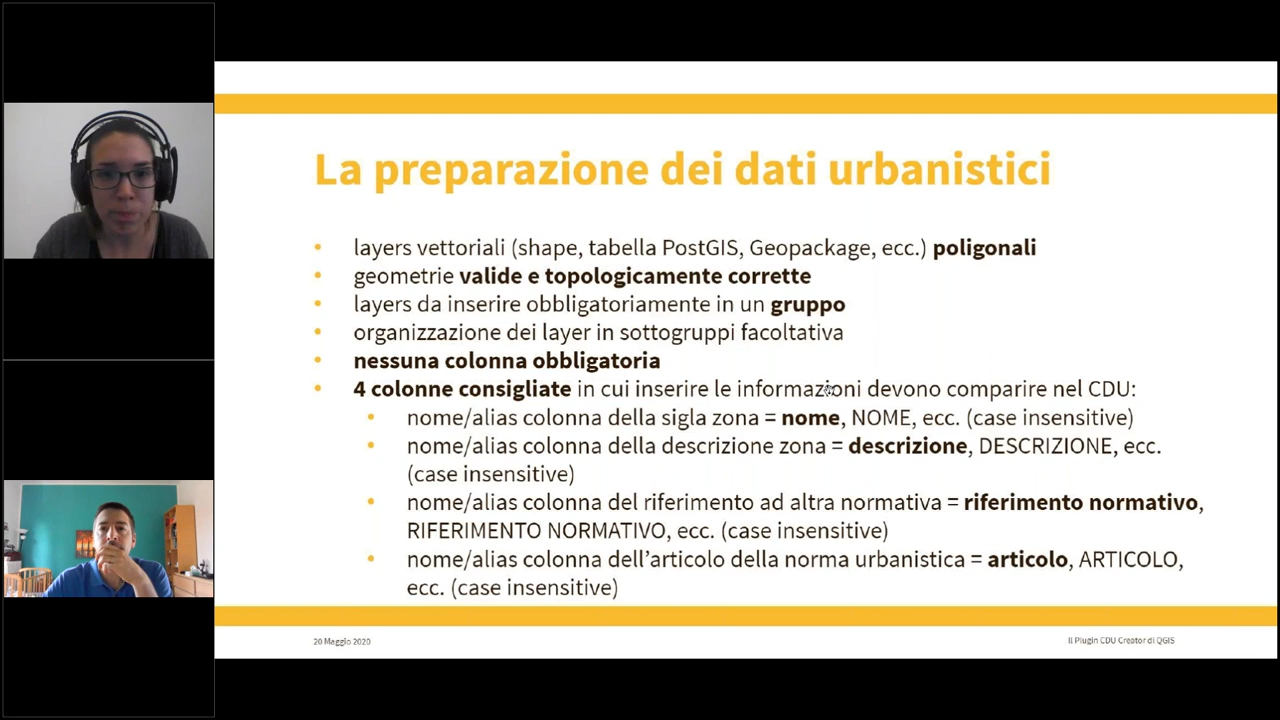 La preparazione dei dati urbanistici
• layers vettoriali (shape, tabella PostGIS, Geopackage, ecc.) poligonali
• geometrie valide e topologicamente corrette
• layers da inserire obbligatoriamente in un gruppo
• organizzazione dei layer in sottogruppi facoltativa
• nessuna colonna obbligatoria
• 4 colonne consigliate in cui inserire le informazioni devono comparire nel CDU:
• nome/alias colonna della sigla zona = nome, NOME, ecc. (case insensitive)
• nome/alias colonna della descrizione zona = descrizione, DESCRIZIONE, ecc.
(case insensitive)
• nome/alias colonna del riferimento ad altra normativa = riferimento normativo,
RIFERIMENTO NORMATIVO, ecc. (case insensitive)
• nome/alias colonna dell’articolo della norma urbanistica = articolo, ARTICOLO,
ecc. (case insensitive)
20 Maggio 2020
Il Plugin CDU Creator di QGIS